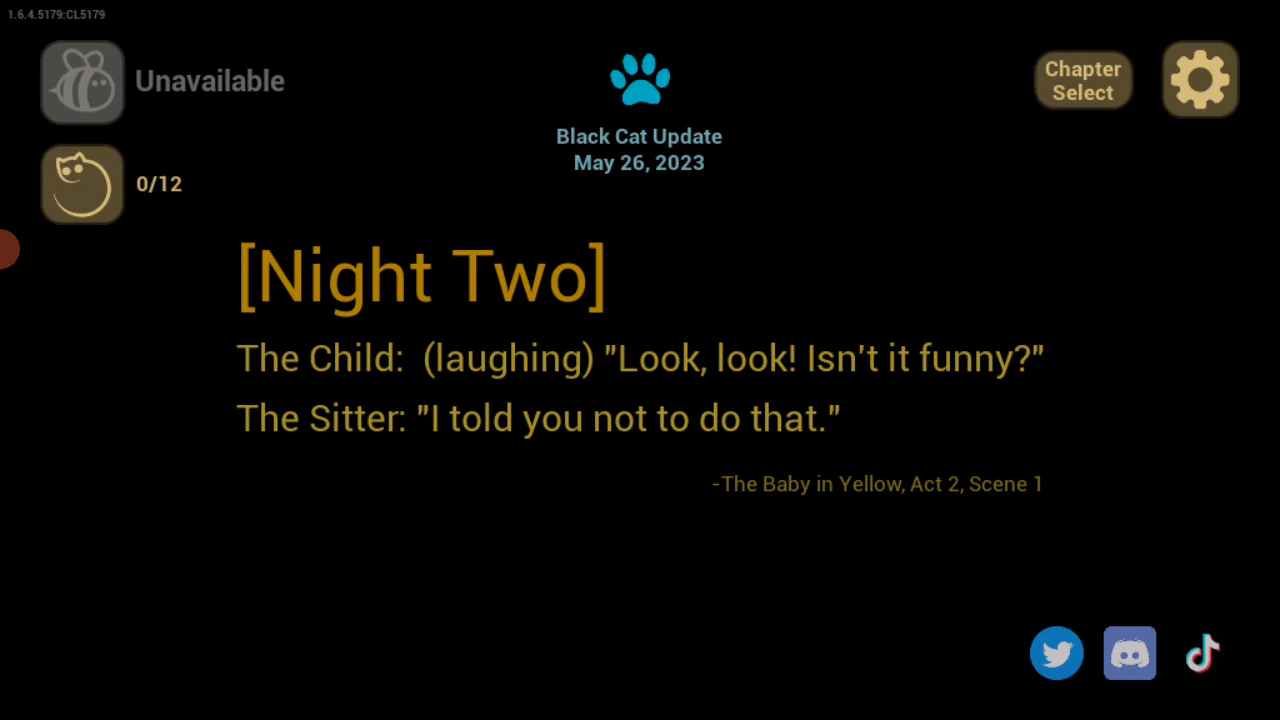 1.6.4.5179:CL5179
Unavailable
Chapter
Select
Black Cat Update
May 26, 2023
0/12
[Night Two]
The Child:  (laughing) "Look, look! Isn't it funny?"
The Sitter: "I told you not to do that."
-The Baby in Yellow, Act 2, Scene 1